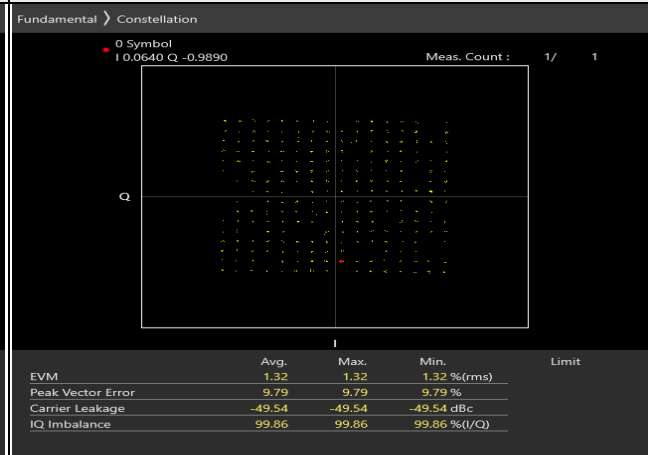 Fundamental 〉 Constellation
0 Symbol
I 0.0640 Q -0.9890 Meas. Count : 1/ 1
Q
I
Avg. Max. Min. Limit
EVM 1.32 1.32 1.32 %(rms)
Peak Vector Error 9.79 9.79 9.79 %
Carrier Leakage -49.54 -49.54 -49.54 dBc
IQ Imbalance 99.86 99.86 99.86 %(I/Q)